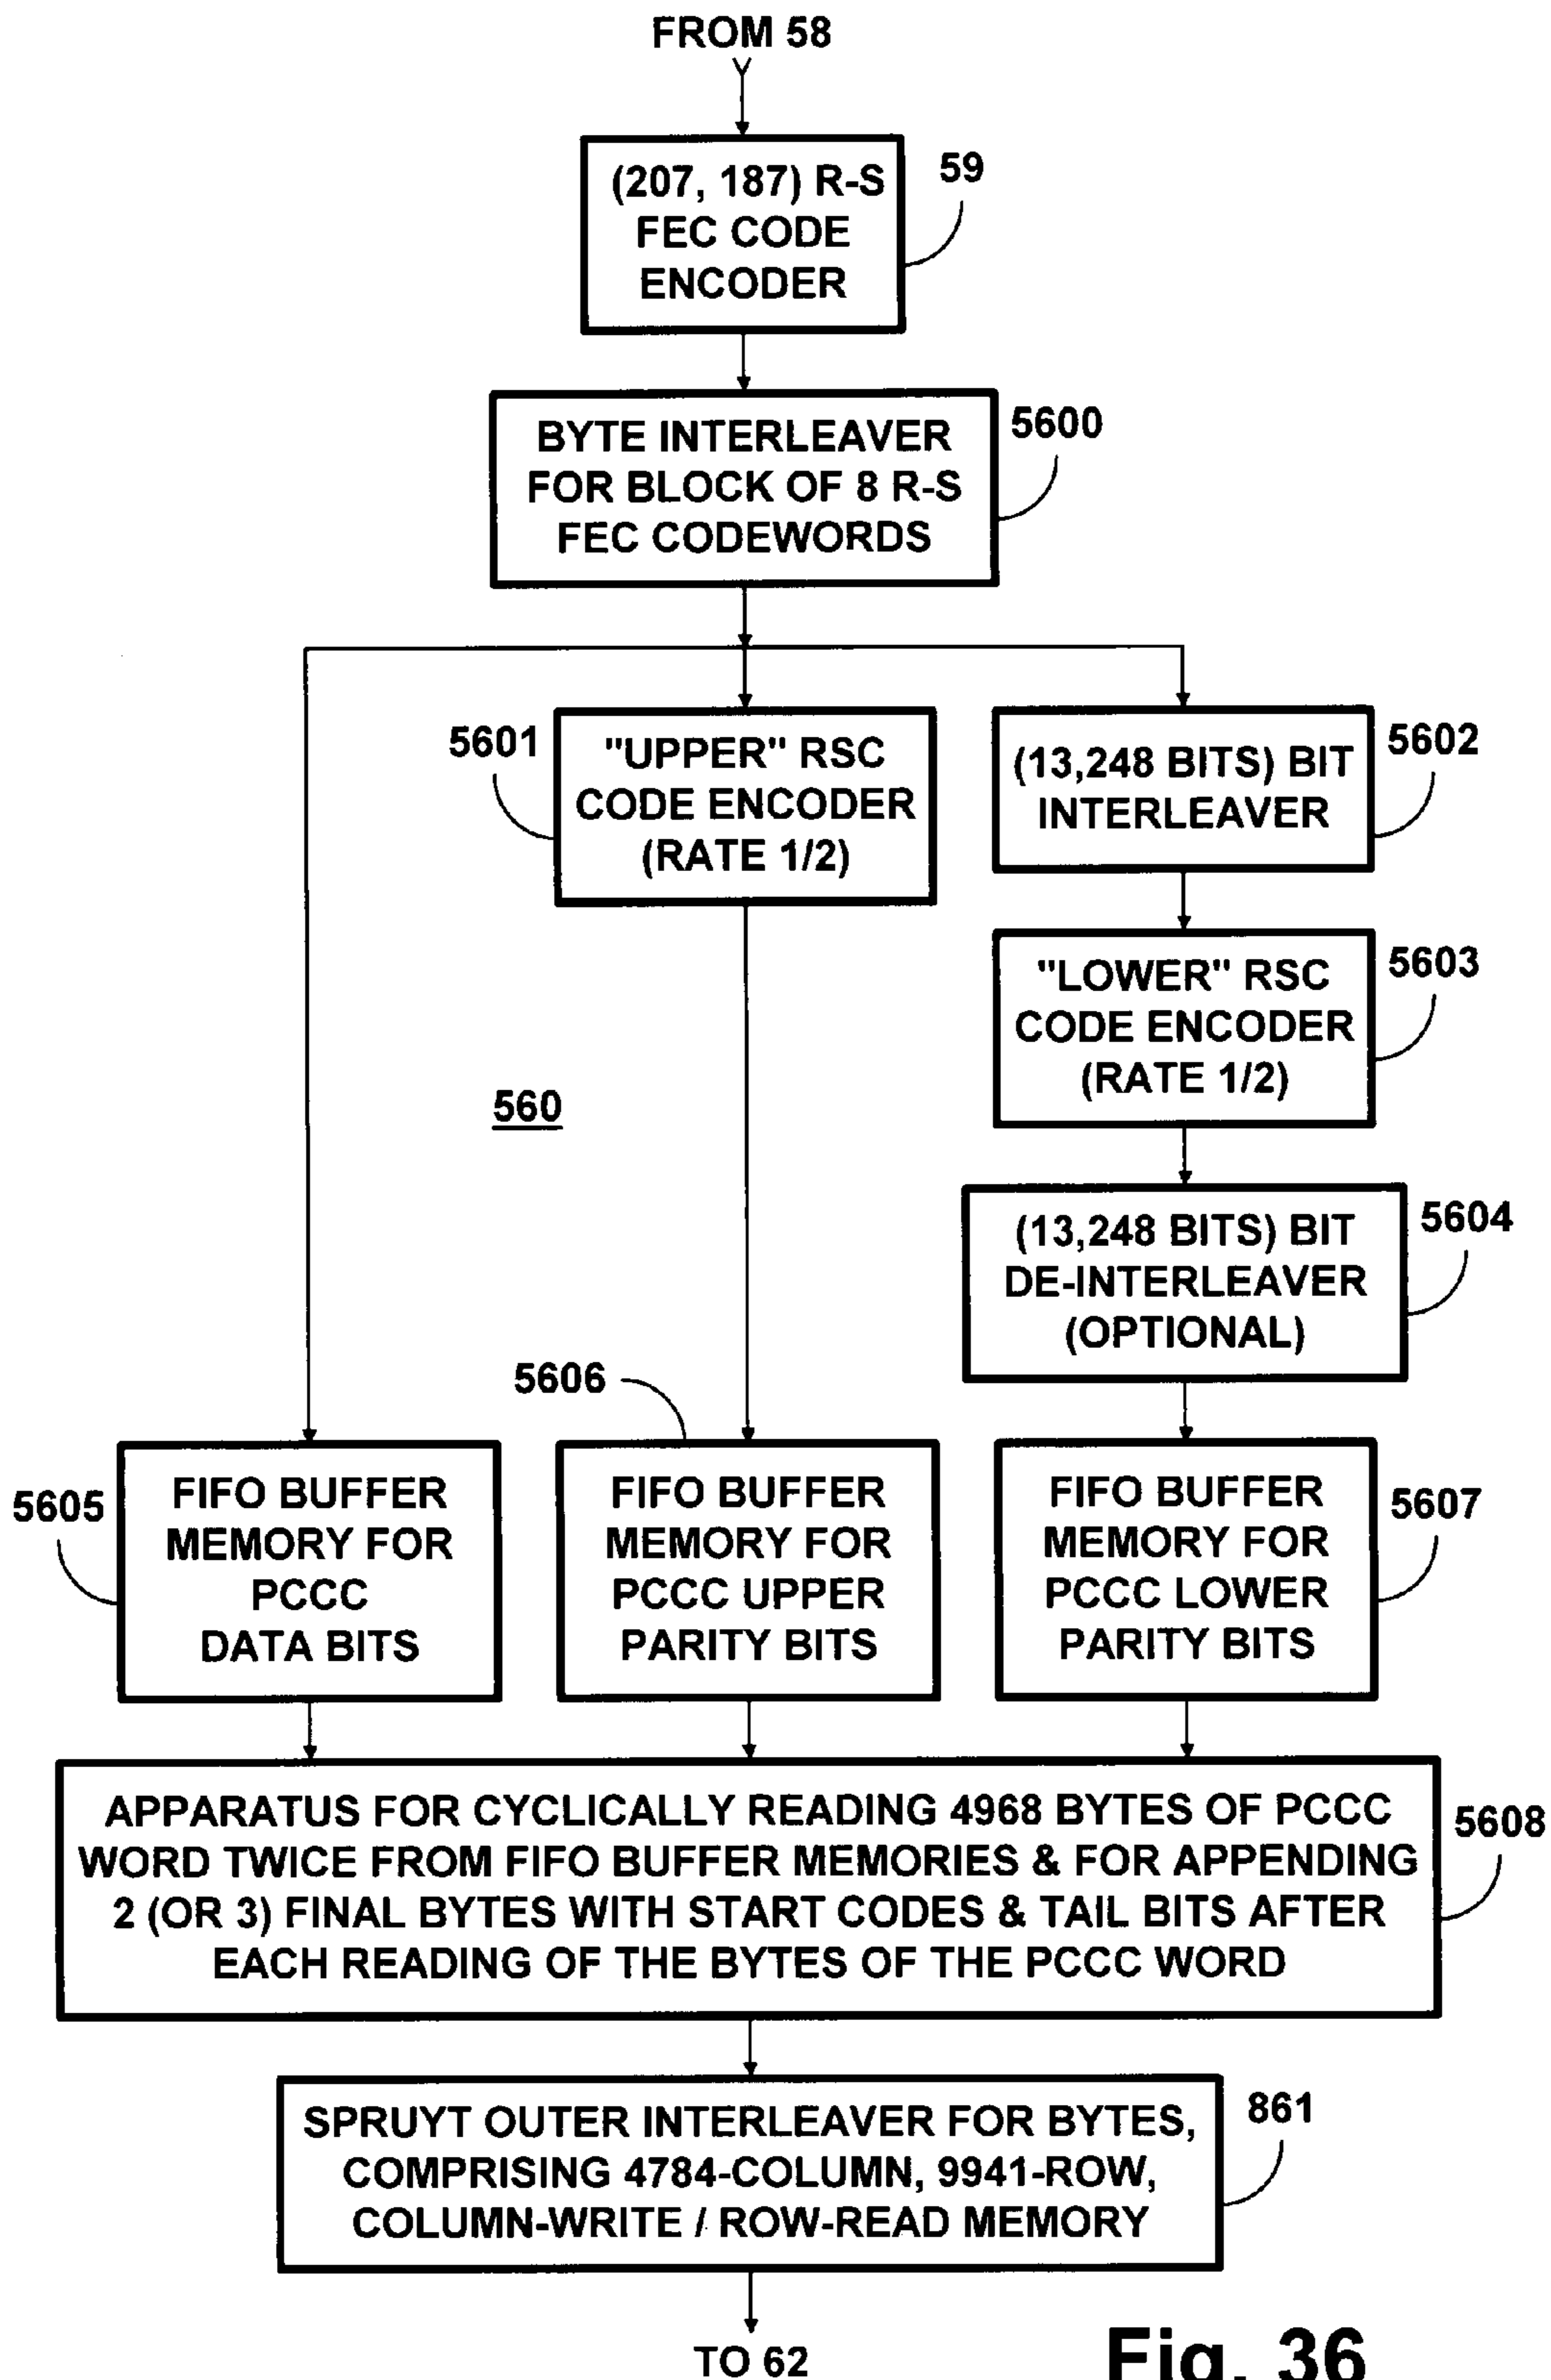 FROM 58
(207, 187) R-S
FEC CODE
ENCODER
59
BYTE INTERLEAVER
FOR BLOCK OF 8 R-S
FEC CODEWORDS
5600
5601
"UPPER" RSC
CODE ENCODER
(RATE 1/2)
(13,248 BITS) BIT
INTERLEAVER
5602
"LOWER" RSC
CODE ENCODER
(RATE 1/2)
5603
560
(13,248 BITS) BIT
DE-INTERLEAVER
(OPTIONAL)
5604
5605
FIFO BUFFER
MEMORY FOR
PCCC
DATA BITS
5606
FIFO BUFFER
MEMORY FOR
PCCC UPPER
PARITY BITS
FIFO BUFFER
MEMORY FOR
PCCC LOWER
PARITY BITS
5607
APPARATUS FOR CYCLICALLY READING 4968 BYTES OF PCCC
WORD TWICE FROM FIFO BUFFER MEMORIES & FOR APPENDING
2 (OR 3) FINAL BYTES WITH START CODES & TAIL BITS AFTER
EACH READING OF THE BYTES OF THE PCCC WORD
5608
SPRUYT OUTER INTERLEAVER FOR BYTES,
COMPRISING 4784-COLUMN, 9941-ROW,
COLUMN-WRITE / ROW-READ MEMORY
861
TO 62
Fig. 36